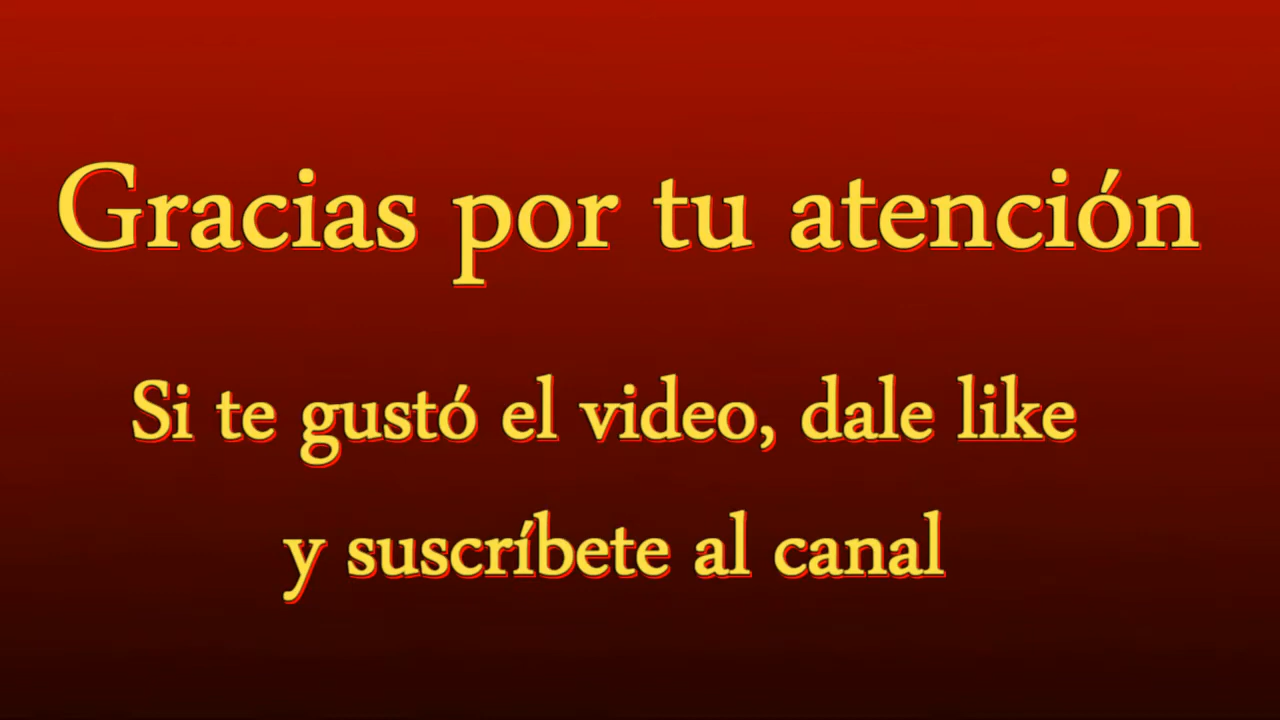 Gracias por tu atención
Si te gustó el video, dale like
y suscríbete al canal